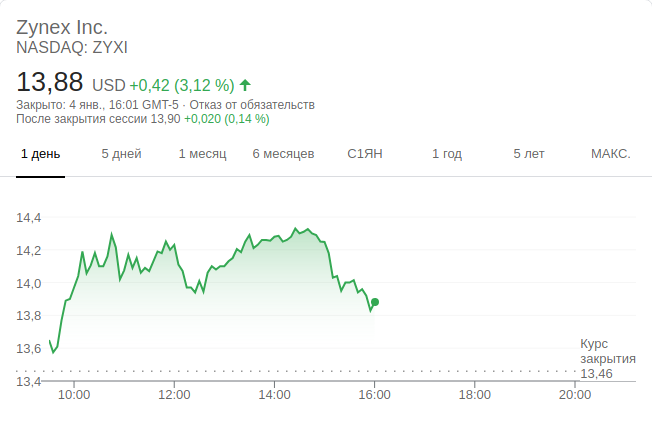 Zynex Inc.
NASDAQ: ZYXI
13,88 USD +0,42 (3,12 %)
Закрыто: 4 янв., 16:01 GMT-5 · Отказ от обязательств
После закрытия сессии 13,90 +0,020 (0,14 %)
1 день 5 дней 1 месяц 6 месяцев С1ЯН 1 год 5 лет МАКС.
14,4
14,2
14,0
13,8
13,6
13,4
Курс
закрытия
13,46
10:00 12:00 14:00 16:00 18:00 20:00